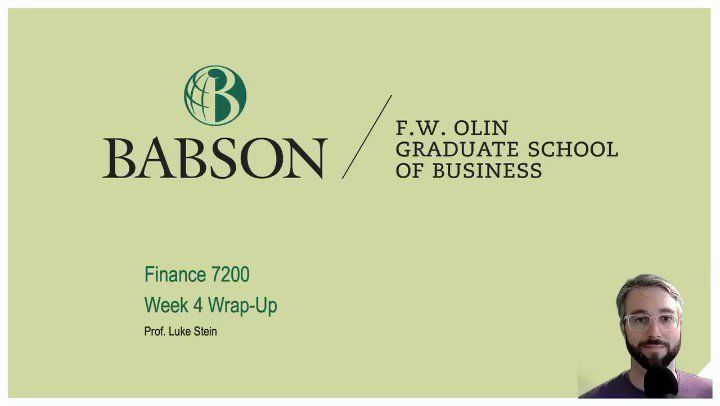 BABSON
F.W. OLIN
GRADUATE SCHOOL
OF BUSINESS
Finance 7200
Week 4 Wrap-Up
Prof. Luke Stein